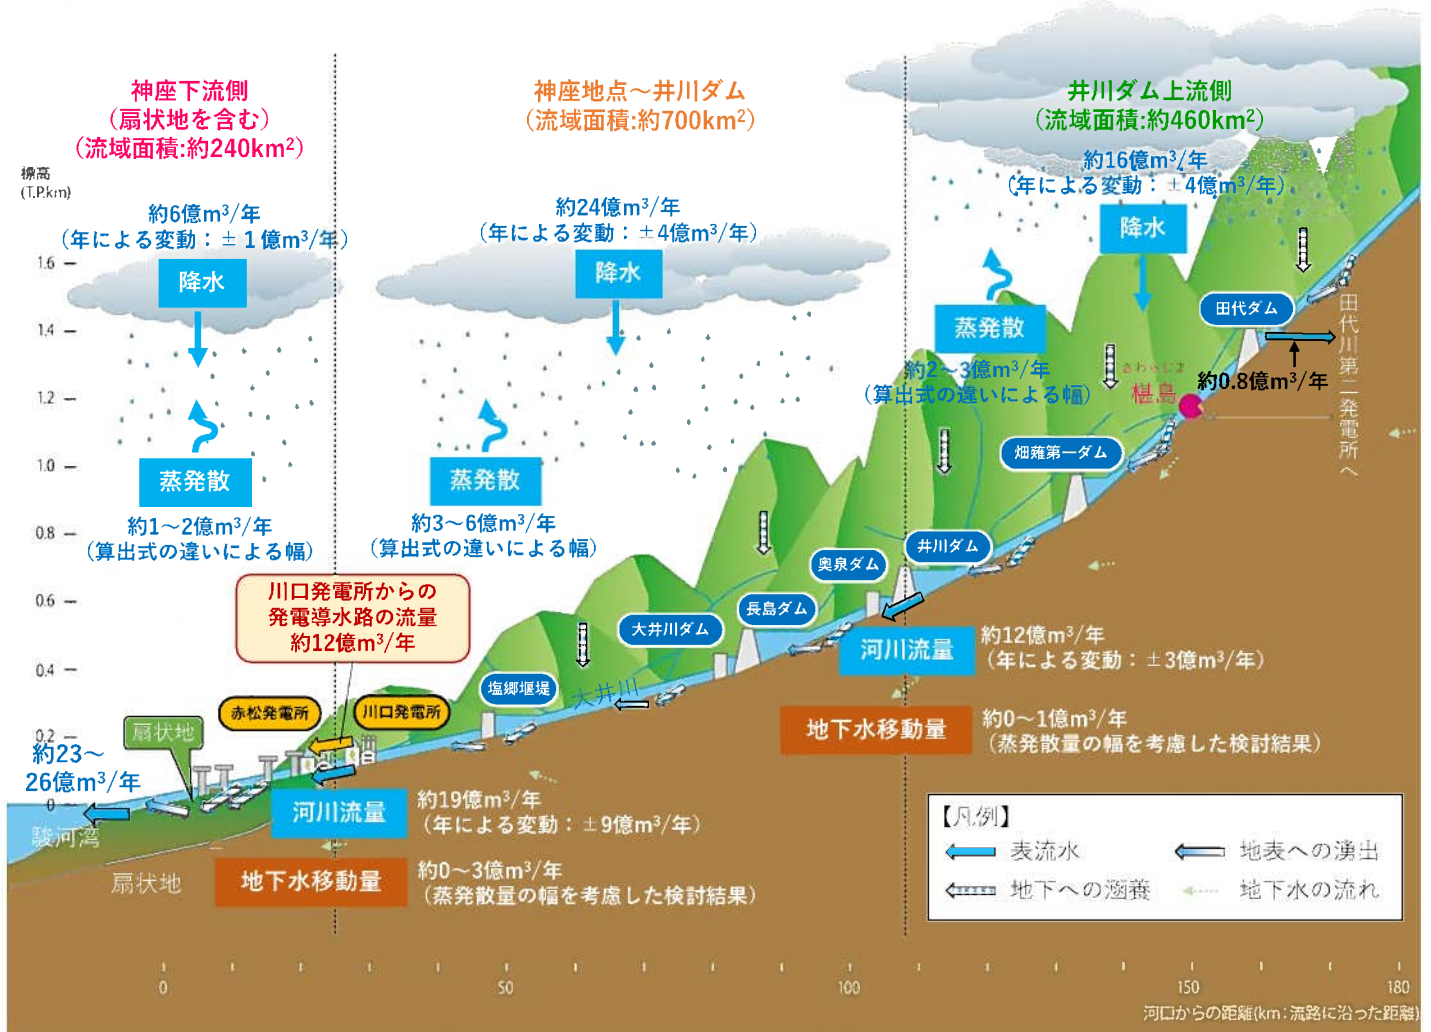 神座下流側
(扇状地を含む)
(流域面積:約240km²)
神座地点~井川ダム
(流域面積:約700km²)
井川ダム上流側
(流域面積:約460km²)
標高
(T.P.km)
1.6
1.4
1.2
1.0
0.8
0.6
0.4
0.2
0
約6億m³/年
(年による変動:±1億m³/年)
降水
蒸発散
約1~2億m³/年
(算出式の違いによる幅)
約24億m³/年
(年による変動:±4億m³/年)
降水
蒸発散
約3~6億m³/年
(算出式の違いによる幅)
約16億m³/年
(年による変動:±4億m³/年)
降水
蒸発散
約2~3億m³/年
(算出式の違いによる幅)
田代ダム
約0.8億m³/年
田代川第二発電所へ
さわらじま
椹島
畑薙第一ダム
井川ダム
奥泉ダム
長島ダム
大井川ダム
塩郷堰堤
大井川
川口発電所からの
発電導水路の流量
約12億m³/年
川口発電所
赤松発電所
扇状地
約23~
26億m³/年
駿河湾
扇状地
河川流量
約12億m³/年
(年による変動:±3億m³/年)
地下水移動量
約0~1億m³/年
(蒸発散量の幅を考慮した検討結果)
河川流量
約19億m³/年
(年による変動:±9億m³/年)
地下水移動量
約0~3億m³/年
(蒸発散量の幅を考慮した検討結果)
【凡例】
表流水
地表への湧出
地下への涵養
地下水の流れ
0
50
100
150
180
河口からの距離(km:流路に沿った距離)